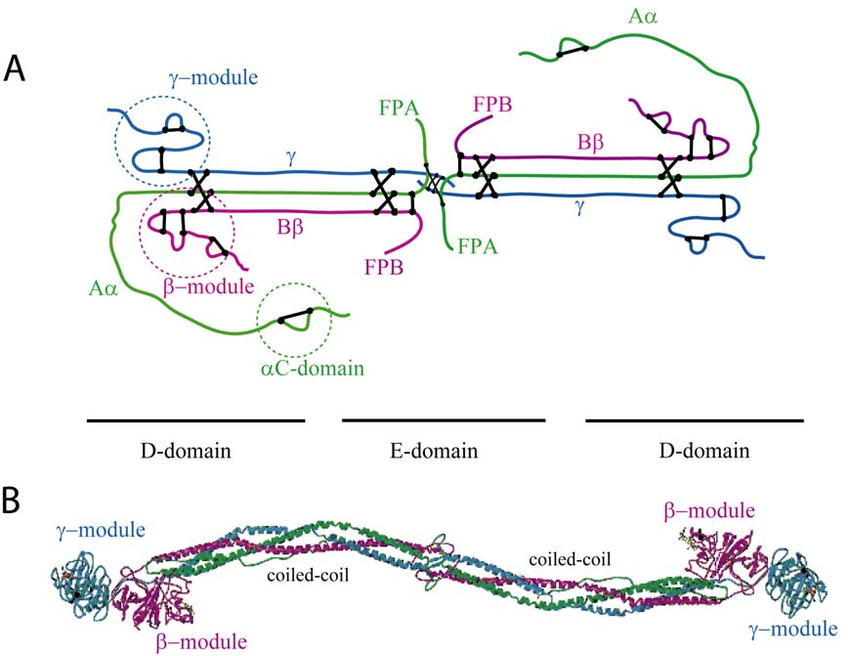 A
Aα
γ–module
FPA
FPB
γ
Bβ
Bβ
γ
FPB
FPA
Aα
β–module
αC-domain
D-domain
E-domain
D-domain
B
γ–module
β–module
coiled-coil
coiled-coil
β–module
γ–module